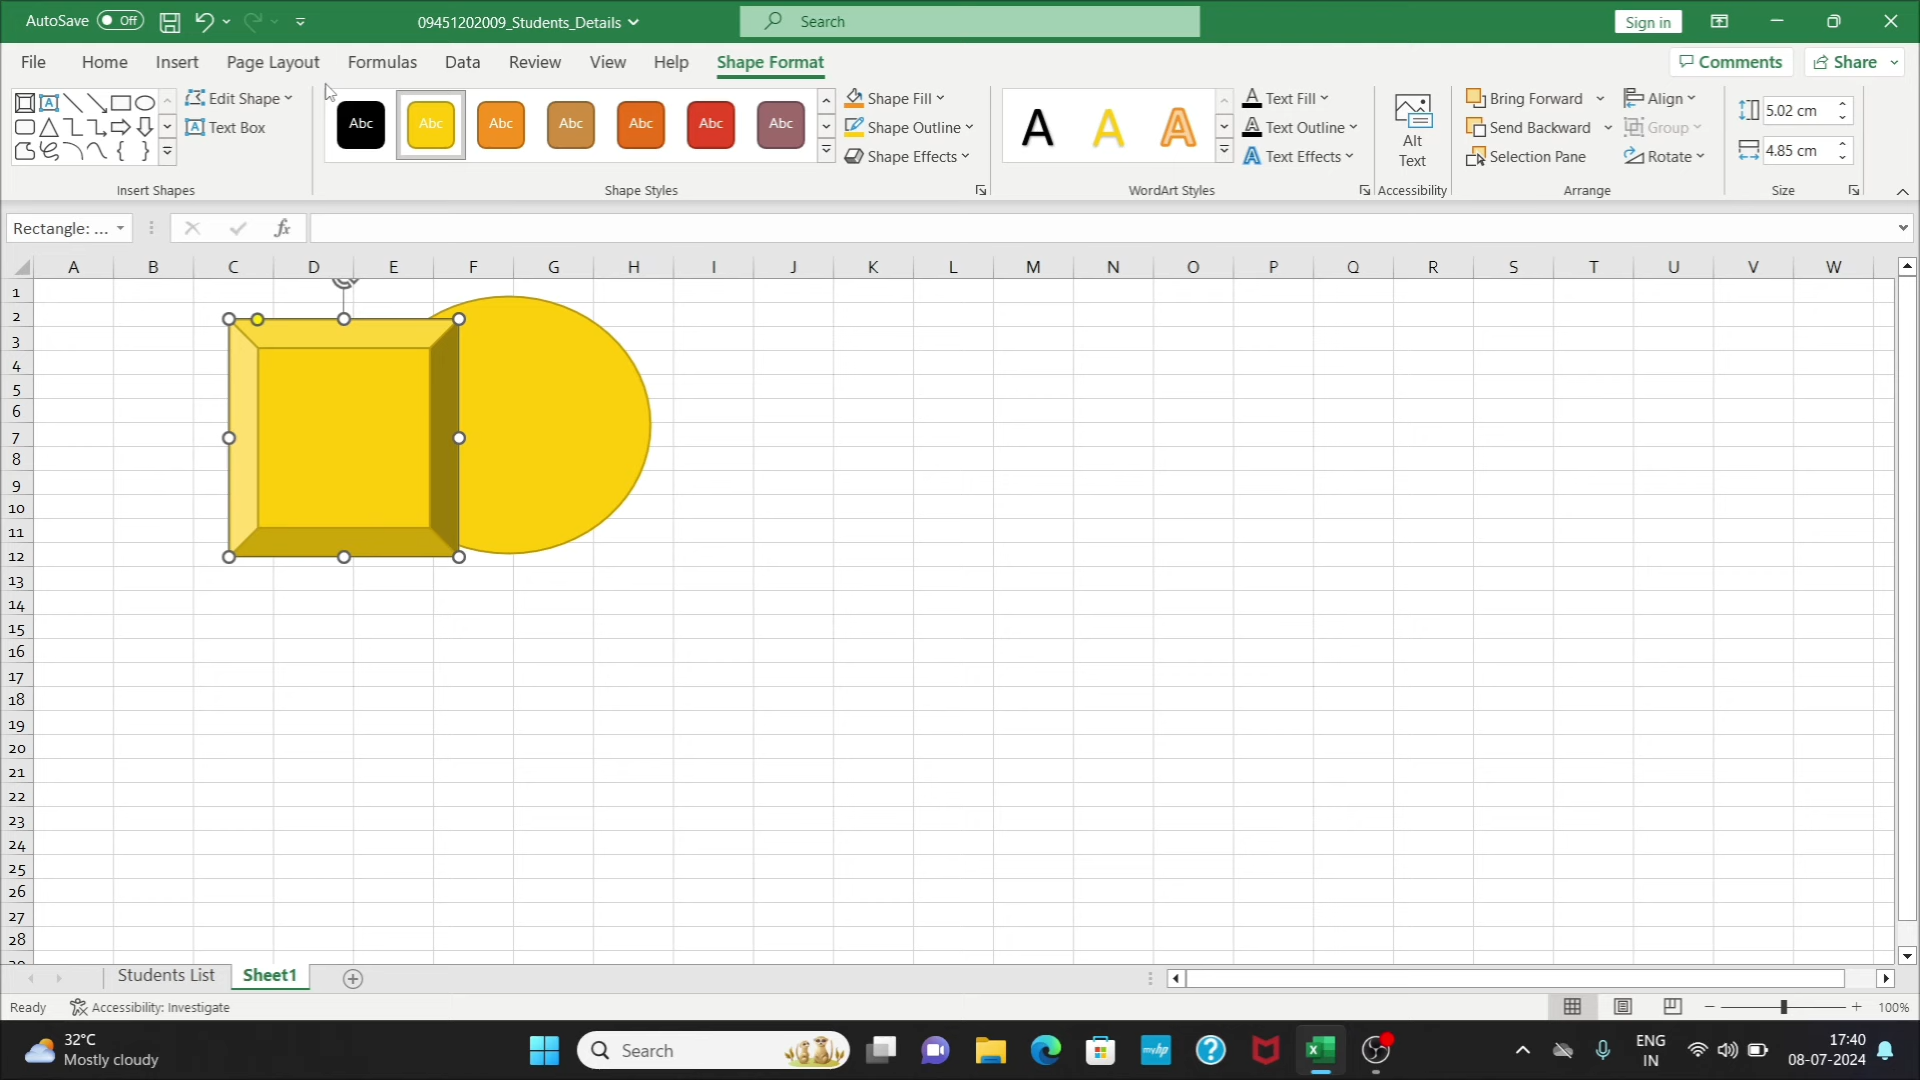 AutoSave Off 09451202009_Students_Details Search Sign in
File Home Insert Page Layout Formulas Data Review View Help Shape Format Comments Share
Edit Shape
Text Box
Insert Shapes
Abc Abc Abc Abc Abc Abc Abc
Shape Fill
Shape Outline
Shape Effects
Shape Styles
A A A
Text Fill
Text Outline
Text Effects
WordArt Styles
Alt
Text
Accessibility
Bring Forward
Send Backward
Selection Pane
Align
Group
Rotate
Arrange
5.02 cm
4.85 cm
Size
Rectangle: ... fx
A B C D E F G H I J K L M N O P Q R S T U V W
1
2
3
4
5
6
7
8
9
10
11
12
13
14
15
16
17
18
19
20
21
22
23
24
25
26
27
28
Students List Sheet1
Ready Accessibility: Investigate 100%
32°C
Mostly cloudy
Search
myhp
ENG
IN
17:40
08-07-2024